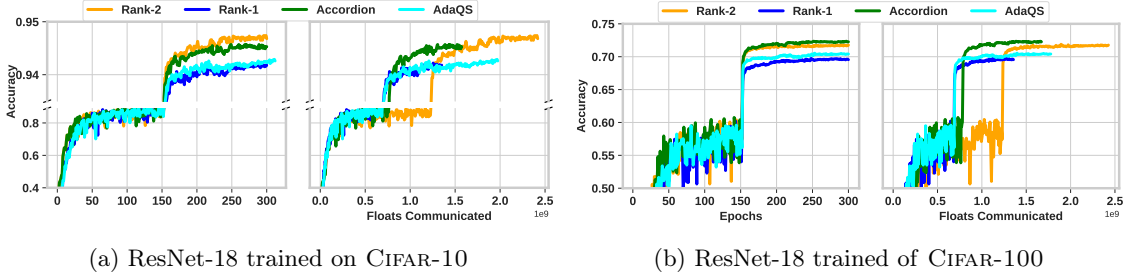 Rank-2 Rank-1 Accordion AdaQS
Rank-2 Rank-1 Accordion AdaQS
Accuracy
0.95
0.94
0.8
0.6
0.4
0 50 100 150 200 250 300
0.0 0.5 1.0 1.5 2.0 2.5
1e9
Floats Communicated
Accuracy
0.75
0.70
0.65
0.60
0.55
0.50
0 50 100 150 200 250 300
Epochs
0.0 0.5 1.0 1.5 2.0 2.5
1e9
Floats Communicated
(a) ResNet-18 trained on CIFAR-10
(b) ResNet-18 trained of CIFAR-100